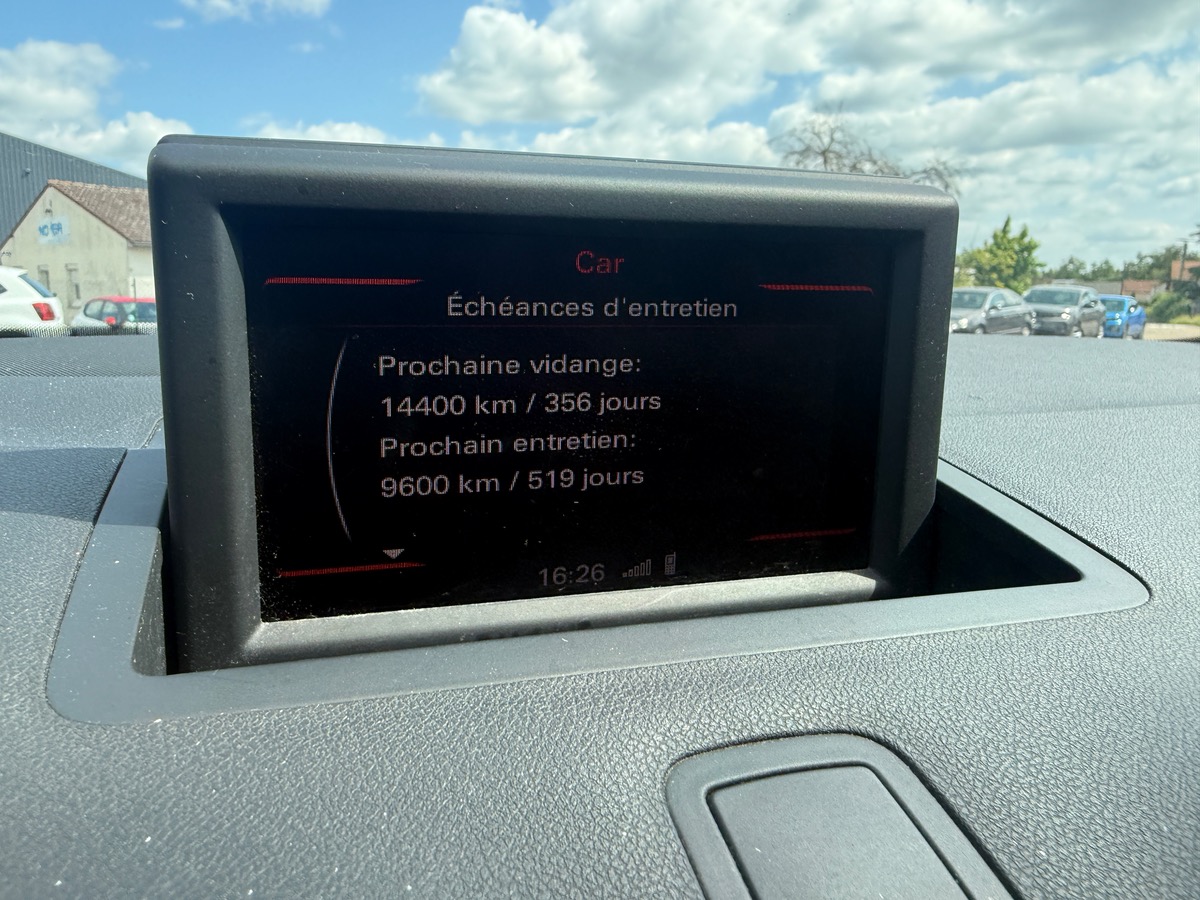 Car
Échéances d'entretien
Prochaine vidange:
14400 km / 356 jours
Prochain entretien:
9600 km / 519 jours
16:26